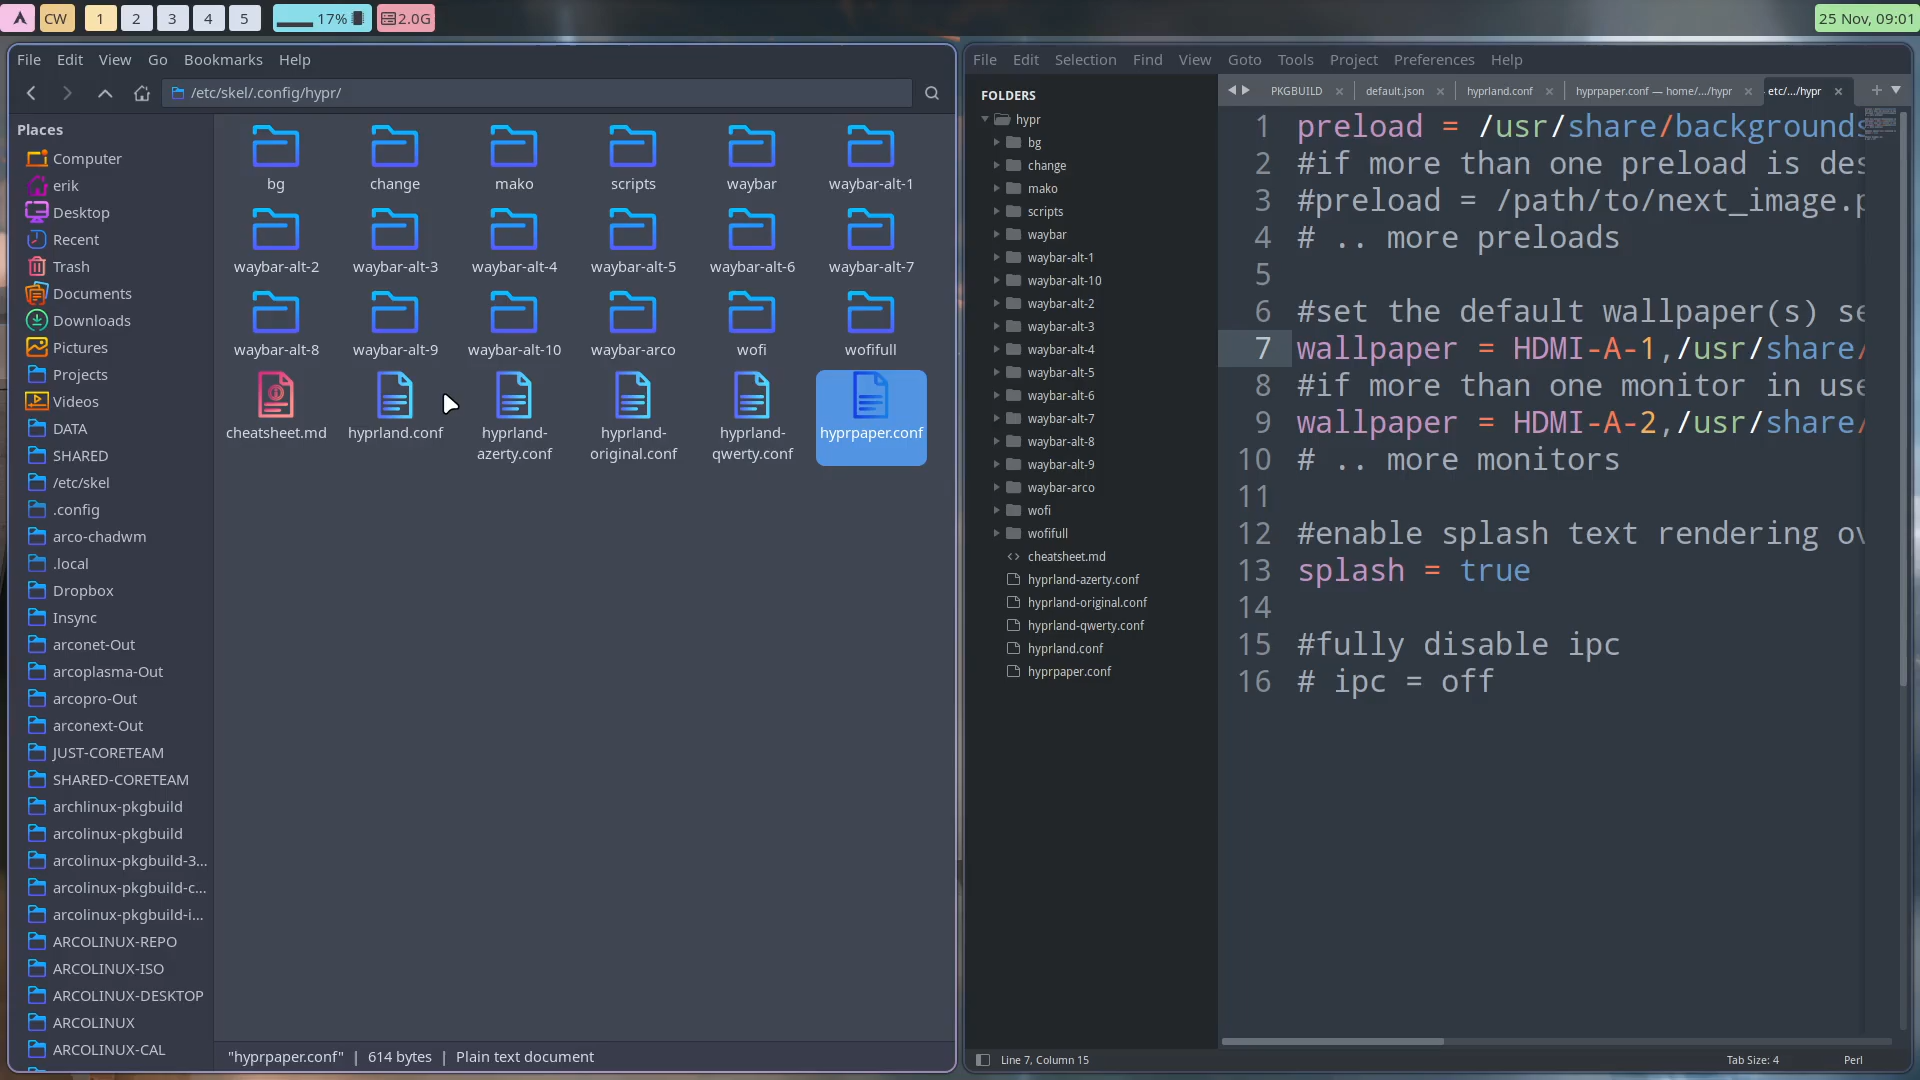 CW
1
2
3
4
5
17%
2.0G
25 Nov, 09:01
File Edit View Go Bookmarks Help
/etc/skel/.config/hypr/
Places
Computer
erik
Desktop
Recent
Trash
Documents
Downloads
Pictures
Projects
Videos
DATA
SHARED
/etc/skel
.config
arco-chadwm
.local
Dropbox
Insync
arconet-Out
arcoplasma-Out
arcopro-Out
arconext-Out
JUST-CORETEAM
SHARED-CORETEAM
archlinux-pkgbuild
arcolinux-pkgbuild
arcolinux-pkgbuild-3...
arcolinux-pkgbuild-c...
arcolinux-pkgbuild-i...
ARCOLINUX-REPO
ARCOLINUX-ISO
ARCOLINUX-DESKTOP
ARCOLINUX
ARCOLINUX-CAL
bg change mako scripts waybar waybar-alt-1
waybar-alt-2 waybar-alt-3 waybar-alt-4 waybar-alt-5 waybar-alt-6 waybar-alt-7
waybar-alt-8 waybar-alt-9 waybar-alt-10 waybar-arco wofi wofifull
cheatsheet.md hyprland.conf hyprland- hyprland- hyprland- hyprpaper.conf
azerty.conf original.conf qwerty.conf
"hyprpaper.conf" | 614 bytes | Plain text document
File Edit Selection Find View Goto Tools Project Preferences Help
FOLDERS
hypr
bg
change
mako
scripts
waybar
waybar-alt-1
waybar-alt-10
waybar-alt-2
waybar-alt-3
waybar-alt-4
waybar-alt-5
waybar-alt-6
waybar-alt-7
waybar-alt-8
waybar-alt-9
waybar-arco
wofi
wofifull
cheatsheet.md
hyprland-azerty.conf
hyprland-original.conf
hyprland-qwerty.conf
hyprland.conf
hyprpaper.conf
PKGBUILD default.json hyprland.conf hyprpaper.conf — home/.../hypr etc/.../hypr
1 preload = /usr/share/backgrounds
2 #if more than one preload is des
3 #preload = /path/to/next_image.p
4 # .. more preloads
5
6 #set the default wallpaper(s) se
7 wallpaper = HDMI-A-1,/usr/share/
8 #if more than one monitor in use
9 wallpaper = HDMI-A-2,/usr/share/
10 # .. more monitors
11
12 #enable splash text rendering ov
13 splash = true
14
15 #fully disable ipc
16 # ipc = off
Line 7, Column 15
Tab Size: 4
Perl